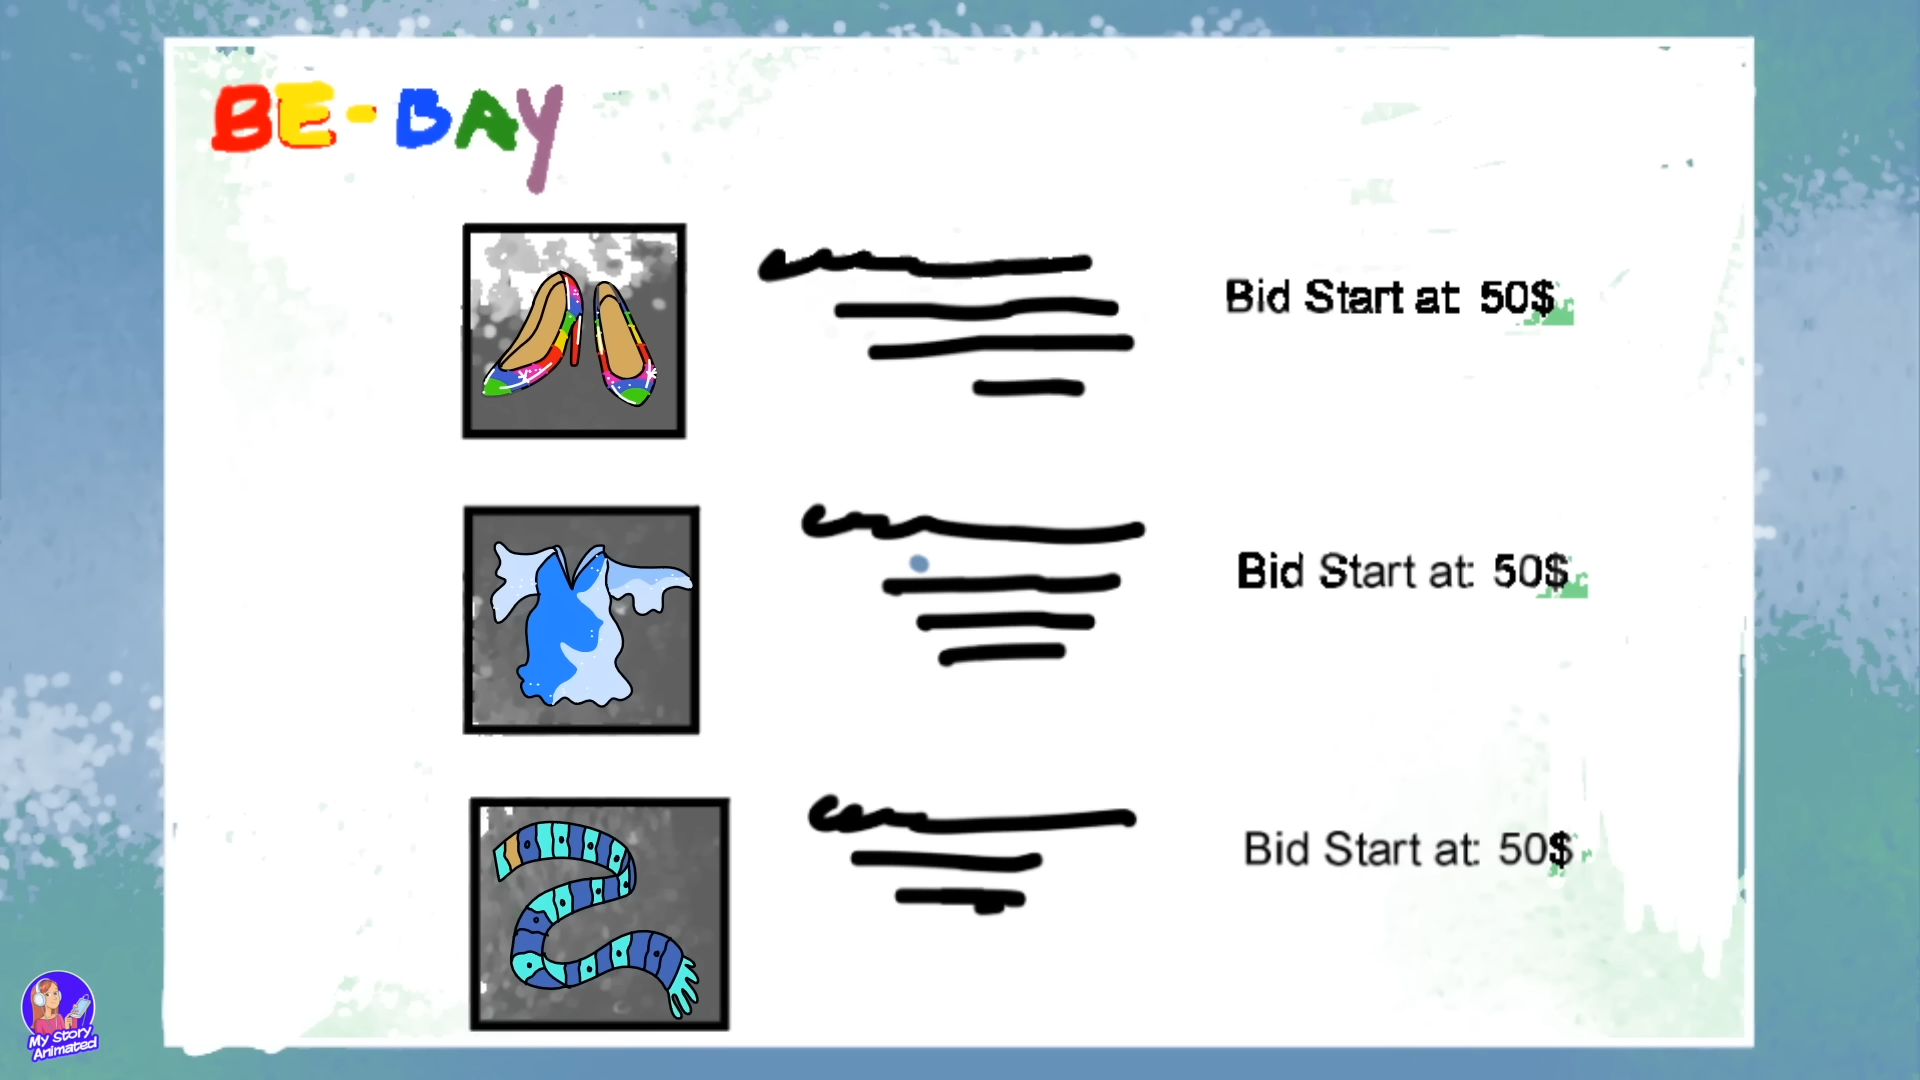 BE-BAY
Bid Start at: 50$
Bid Start at: 50$
Bid Start at: 50$
My Story
Animated